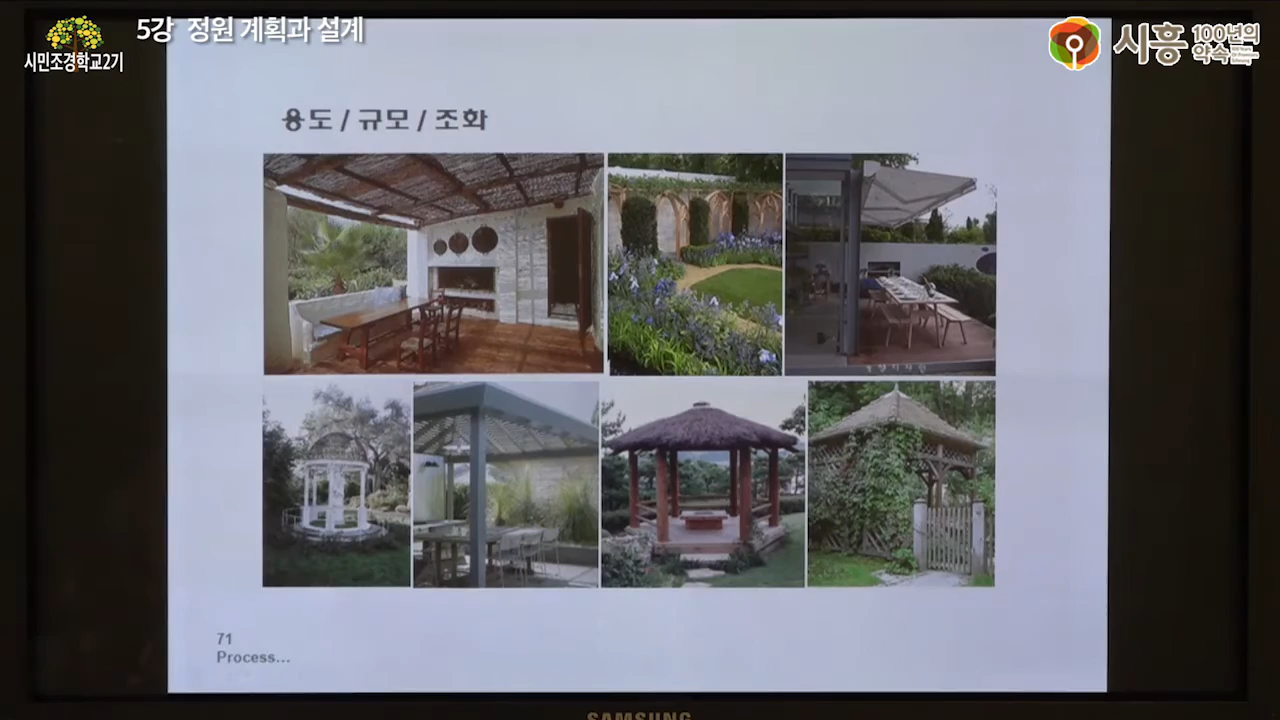 5강 정원 계획과 설계
시민조경학교2기
시흥 100년의 약속
용도 / 규모 / 조화
71
Process...
SAMSUNG